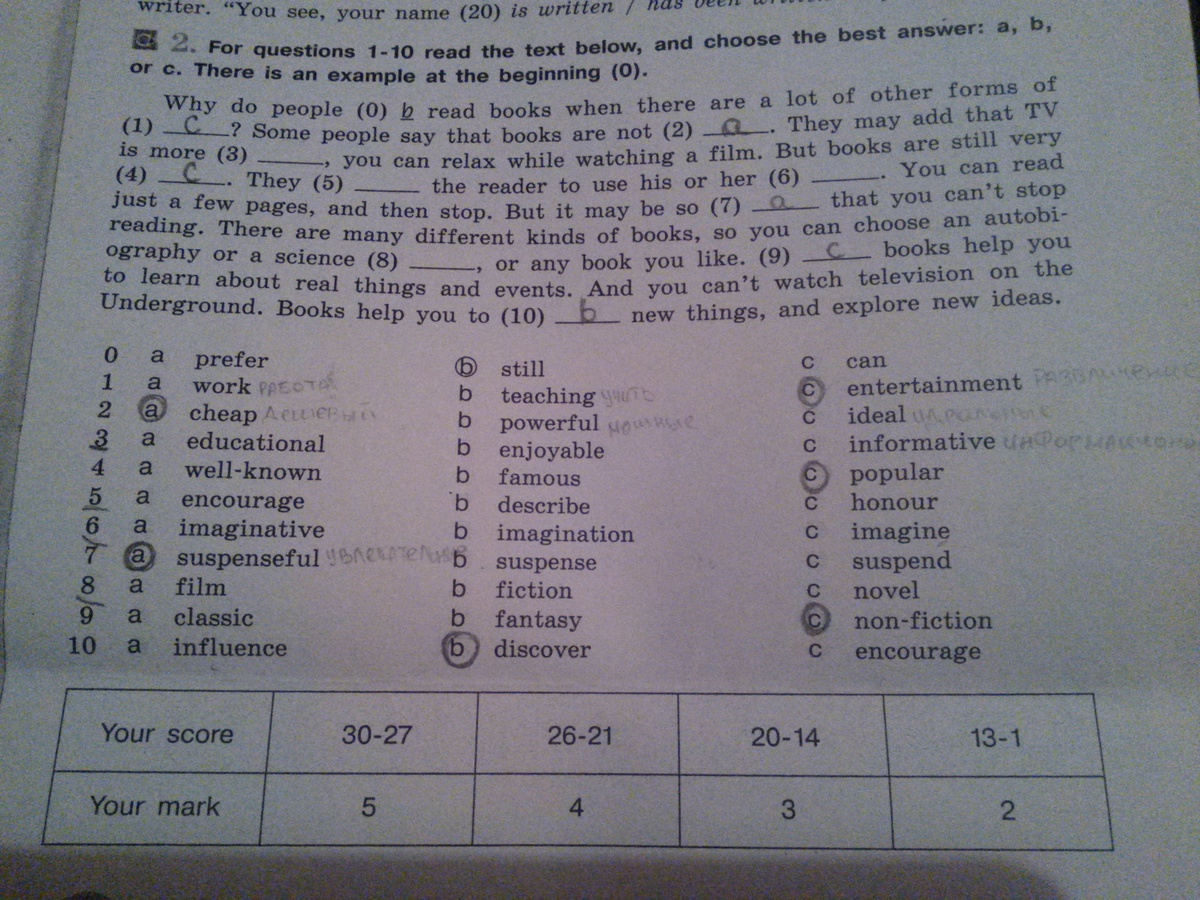 writer. “You see, your name (20) is written / has been
2. For questions 1-10 read the text below, and choose the best answer: a, b,
or c. There is an example at the beginning (0).
Why do people (0) b read books when there are a lot of other forms of
(1) C ? Some people say that books are not (2) a . They may add that TV
is more (3) _____, you can relax while watching a film. But books are still very
(4) C . They (5) _____ the reader to use his or her (6) _____. You can read
just a few pages, and then stop. But it may be so (7) a that you can’t stop
reading. There are many different kinds of books, so you can choose an autobi-
ography or a science (8) _____, or any book you like. (9) C books help you
to learn about real things and events. And you can’t watch television on the
Underground. Books help you to (10) b new things, and explore new ideas.
0 a prefer b still c can
1 a work РАБОТА b teaching учить c entertainment РАЗВЛИЧЕНИЕ
2 a cheap ДЕШЕВЫЙ b powerful мощные c ideal
3 a educational b enjoyable c informative
4 a well-known b famous c popular
5 a encourage b describe c honour
6 a imaginative b imagination c imagine
7 a suspenseful b suspense c suspend
8 a film b fiction c novel
9 a classic b fantasy c non-fiction
10 a influence b discover c encourage
Your score 30-27 26-21 20-14 13-1
Your mark 5 4 3 2